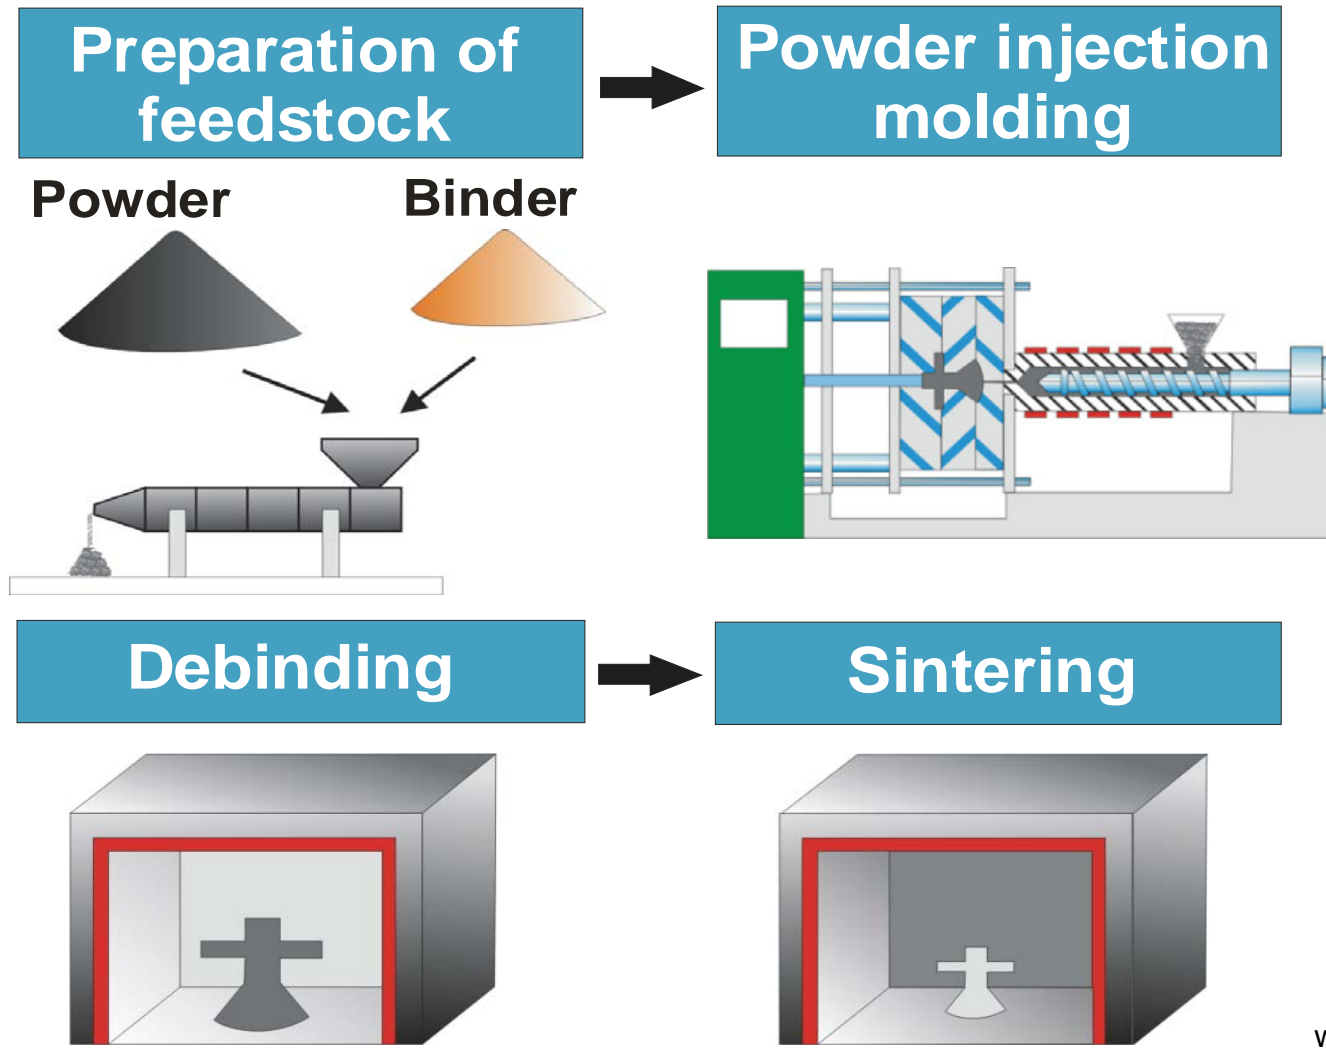 Preparation of
feedstock
Powder injection
molding
Powder
Binder
Debinding
Sintering